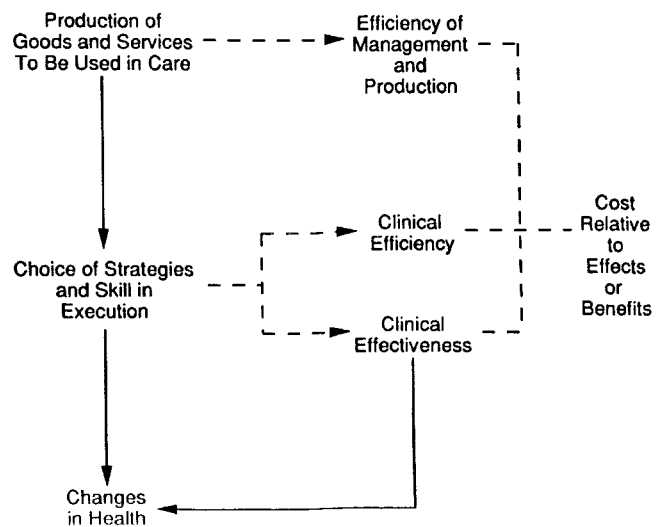 Production of
Goods and Services
To Be Used in Care
Efficiency of
Management
and
Production
Clinical
Efficiency
Cost
Relative
to
Effects
or
Benefits
Choice of Strategies
and Skill in
Execution
Clinical
Effectiveness
Changes
in Health